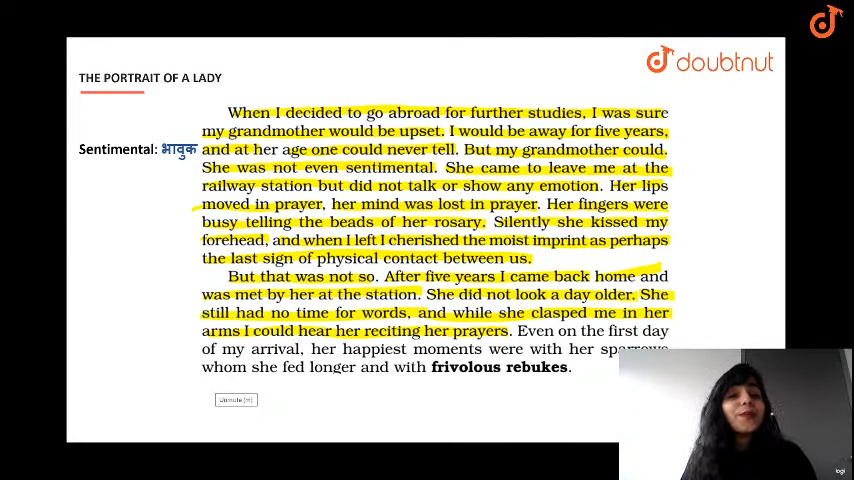 doubtnut
THE PORTRAIT OF A LADY
Sentimental: भावुक
When I decided to go abroad for further studies, I was sure
my grandmother would be upset. I would be away for five years,
and at her age one could never tell. But my grandmother could.
She was not even sentimental. She came to leave me at the
railway station but did not talk or show any emotion. Her lips
moved in prayer, her mind was lost in prayer. Her fingers were
busy telling the beads of her rosary. Silently she kissed my
forehead, and when I left I cherished the moist imprint as perhaps
the last sign of physical contact between us.
But that was not so. After five years I came back home and
was met by her at the station. She did not look a day older. She
still had no time for words, and while she clasped me in her
arms I could hear her reciting her prayers. Even on the first day
of my arrival, her happiest moments were with her sparrows
whom she fed longer and with frivolous rebukes.
Unmute (m)
logi